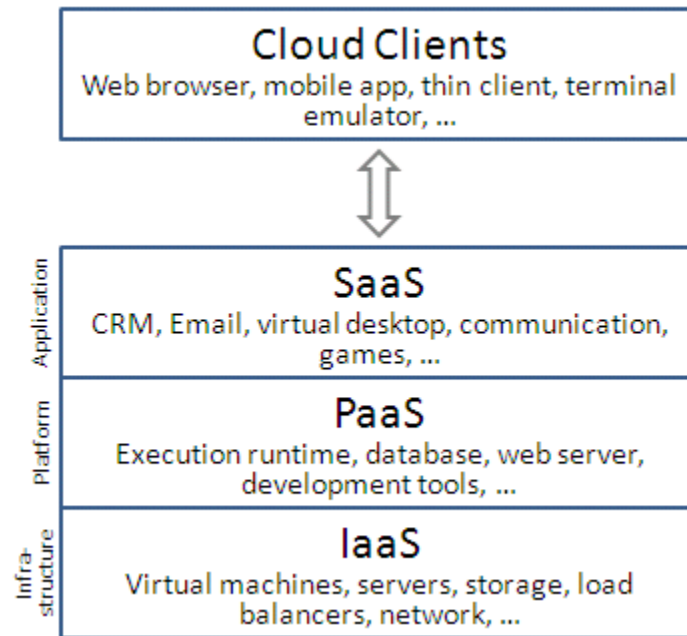 Cloud Clients
Web browser, mobile app, thin client, terminal
emulator, ...
Application
SaaS
CRM, Email, virtual desktop, communication,
games, ...
Platform
PaaS
Execution runtime, database, web server,
development tools, ...
Infra-
structure
IaaS
Virtual machines, servers, storage, load
balancers, network, ...